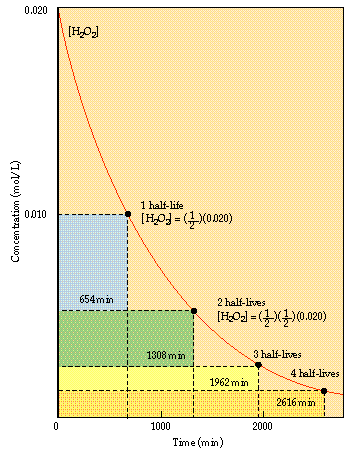 0.020
[H2O2]
Concentration (mol/L)
0.010
1 half-life
[H2O2] = (1/2)(0.020)
654 min
2 half-lives
[H2O2] = (1/2)(1/2)(0.020)
1308 min
3 half-lives
4 half-lives
1962 min
2616 min
0
1000
2000
Time (min)